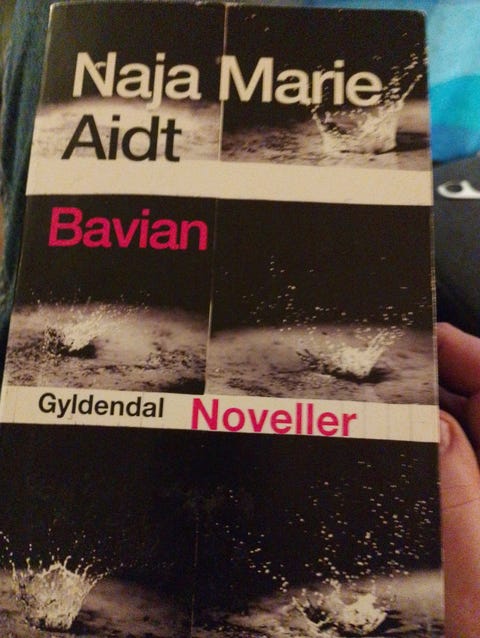 Naja Marie
Aidt
Bavian
Gyldendal Noveller